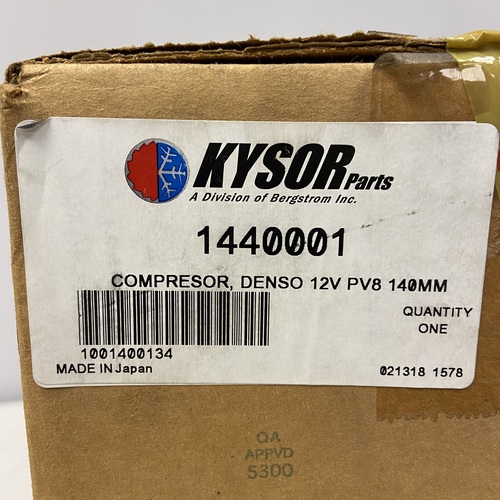 KYSOR Parts
A Division of Bergstrom Inc.
1440001
COMPRESOR, DENSO 12V PV8 140MM
QUANTITY
ONE
1001400134
MADE IN Japan
021318 1578
QA
APPVD
5300